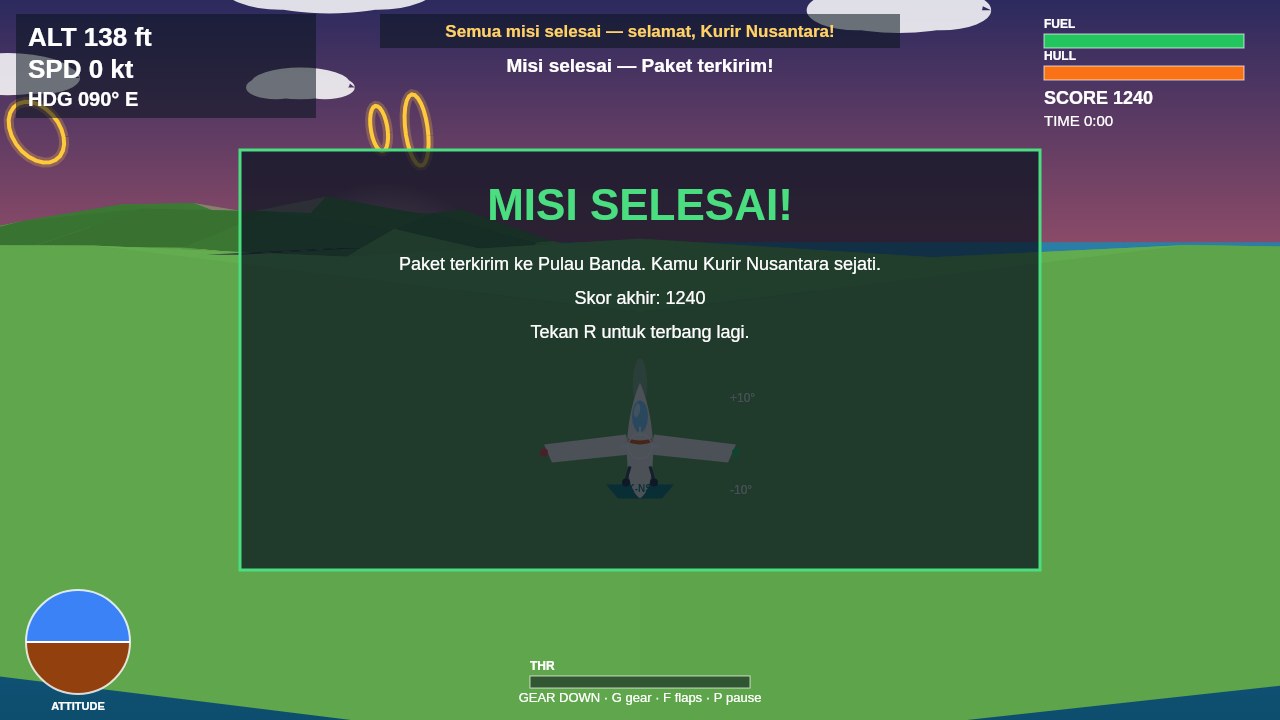 ALT 138 ft
SPD 0 kt
HDG 090° E
Semua misi selesai — selamat, Kurir Nusantara!
Misi selesai — Paket terkirim!
FUEL
HULL
SCORE 1240
TIME 0:00
MISI SELESAI!
Paket terkirim ke Pulau Banda. Kamu Kurir Nusantara sejati.
Skor akhir: 1240
Tekan R untuk terbang lagi.
+10°
-10°
ATTITUDE
THR
GEAR DOWN · G gear · F flaps · P pause